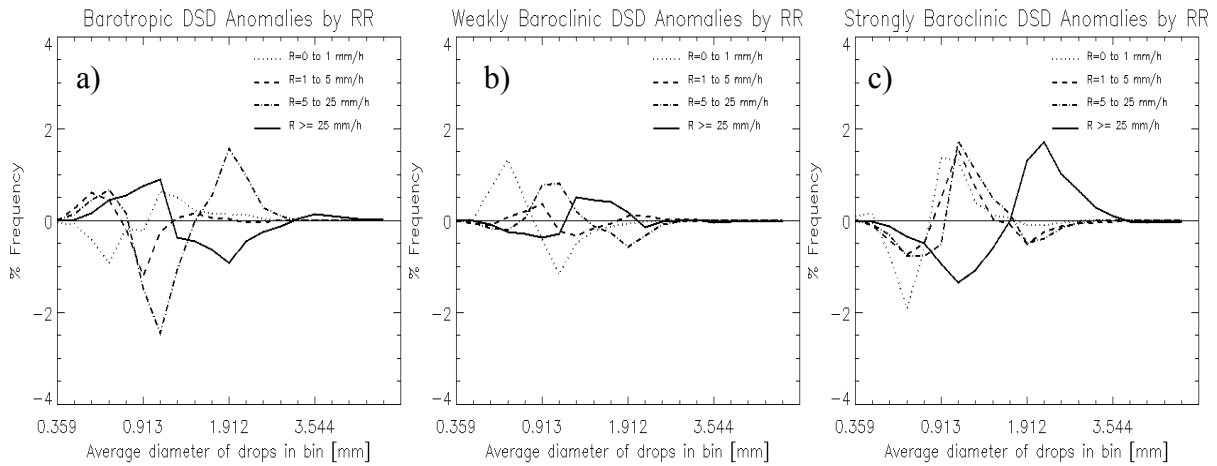 Barotropic DSD Anomalies by RR
4
2
0
-2
-4
% Frequency
a)
R=0 to 1 mm/h
R=1 to 5 mm/h
R=5 to 25 mm/h
R >= 25 mm/h
0.359 0.913 1.912 3.544
Average diameter of drops in bin [mm]
Weakly Baroclinic DSD Anomalies by RR
4
2
0
-2
-4
% Frequency
b)
R=0 to 1 mm/h
R=1 to 5 mm/h
R=5 to 25 mm/h
R >= 25 mm/h
0.359 0.913 1.912 3.544
Average diameter of drops in bin [mm]
Strongly Baroclinic DSD Anomalies by RR
4
2
0
-2
-4
% Frequency
c)
R=0 to 1 mm/h
R=1 to 5 mm/h
R=5 to 25 mm/h
R >= 25 mm/h
0.359 0.913 1.912 3.544
Average diameter of drops in bin [mm]